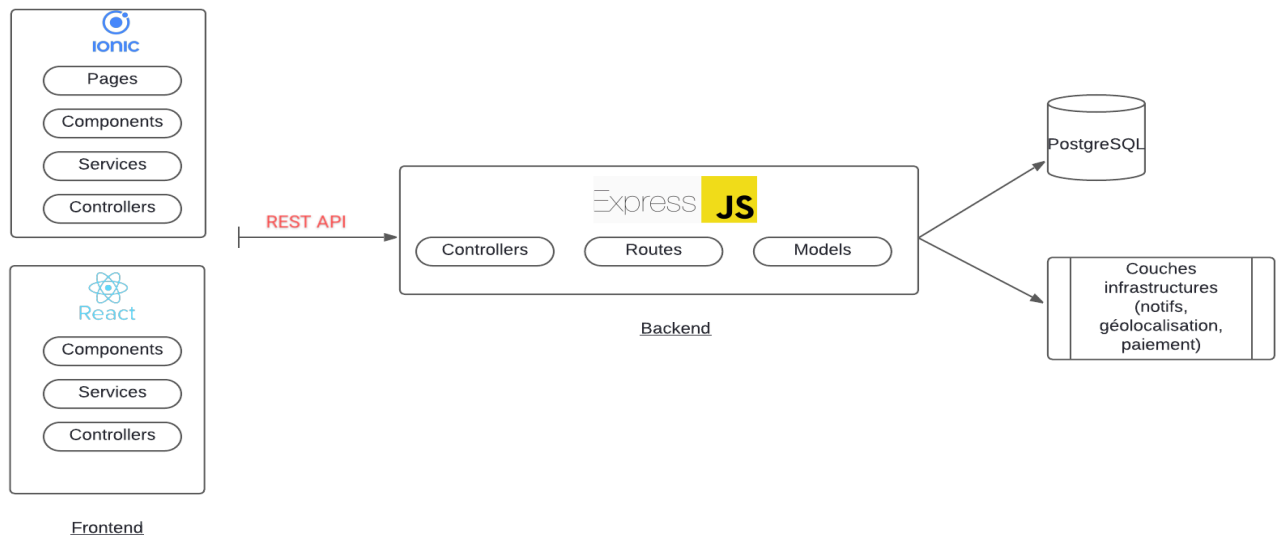 IONIC
Pages
Components
Services
Controllers
React
Components
Services
Controllers
Frontend
REST API
Express JS
Controllers
Routes
Models
Backend
PostgreSQL
Couches
infrastructures
(notifs,
géolocalisation,
paiement)